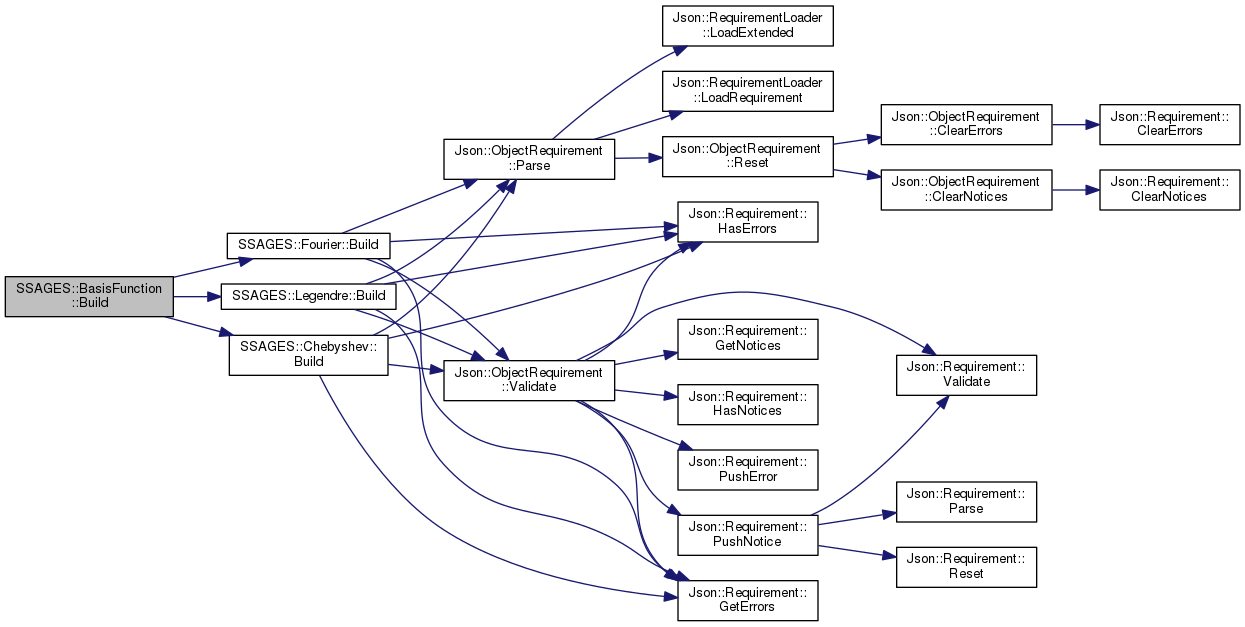 Json::RequirementLoader
::LoadExtended
Json::RequirementLoader
::LoadRequirement
Json::ObjectRequirement
::ClearErrors
Json::Requirement::
ClearErrors
Json::ObjectRequirement
::Parse
Json::ObjectRequirement
::Reset
Json::ObjectRequirement
::ClearNotices
Json::Requirement::
ClearNotices
Json::Requirement::
HasErrors
SSAGES::Fourier::Build
SSAGES::BasisFunction
::Build
SSAGES::Legendre::Build
SSAGES::Chebyshev::
Build
Json::Requirement::
GetNotices
Json::ObjectRequirement
::Validate
Json::Requirement::
Validate
Json::Requirement::
HasNotices
Json::Requirement::
PushError
Json::Requirement::
PushNotice
Json::Requirement::
Parse
Json::Requirement::
Reset
Json::Requirement::
GetErrors